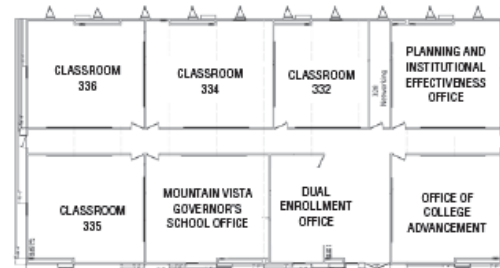 CLASSROOM
336
CLASSROOM
334
CLASSROOM
332
Networking
PLANNING AND
INSTITUTIONAL
EFFECTIVENESS
OFFICE
CLASSROOM
335
MOUNTAIN VISTA
GOVERNOR'S
SCHOOL OFFICE
DUAL
ENROLLMENT
OFFICE
OFFICE OF
COLLEGE
ADVANCEMENT